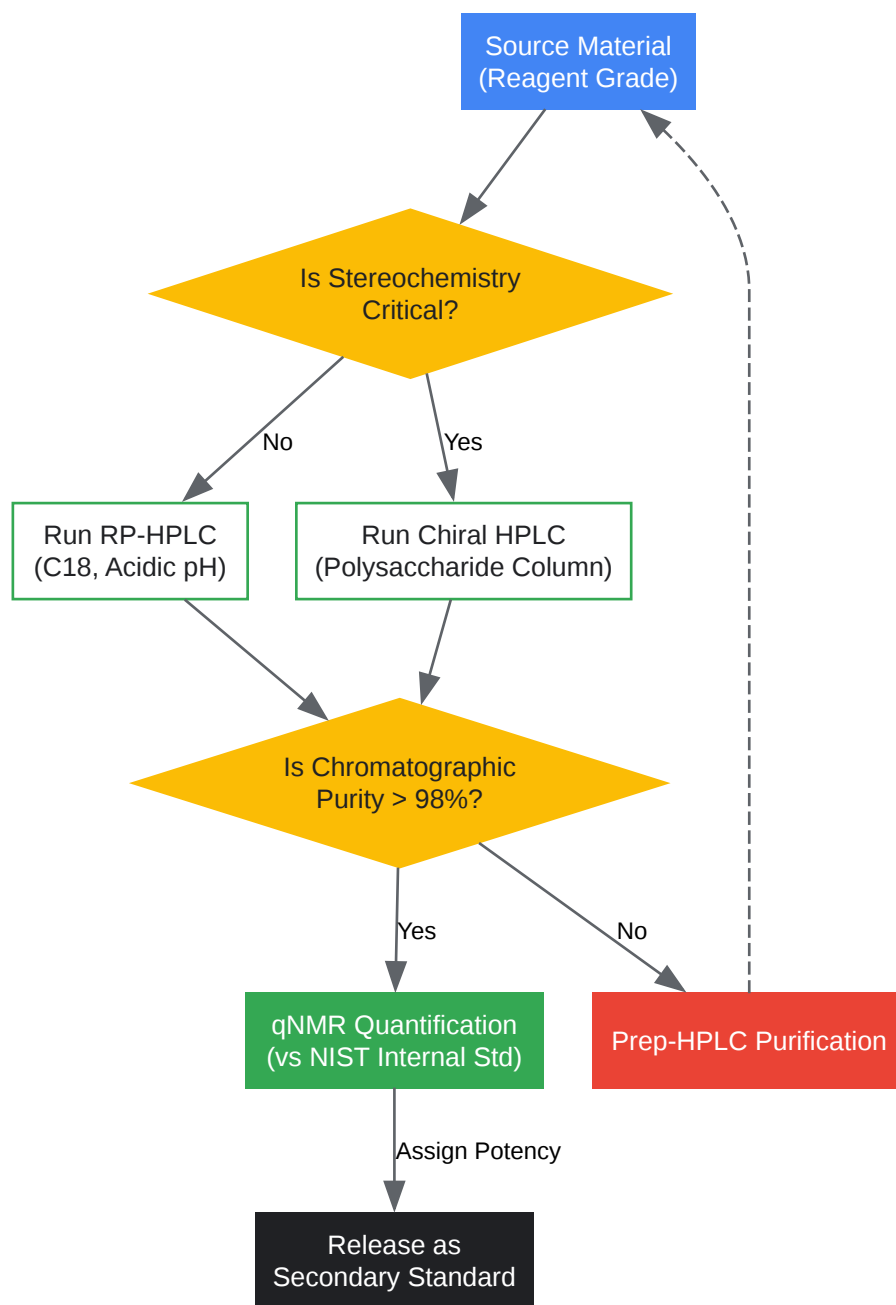 Source Material
(Reagent Grade)
Is Stereochemistry
Critical?
No
Yes
Run RP-HPLC
(C18, Acidic pH)
Run Chiral HPLC
(Polysaccharide Column)
Is Chromatographic
Purity > 98%?
Yes
No
qNMR Quantification
(vs NIST Internal Std)
Prep-HPLC Purification
Assign Potency
Release as
Secondary Standard